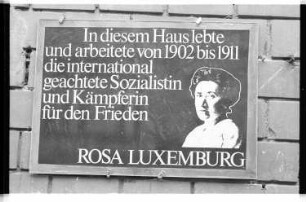 In diesem Haus lebte
und arbeitete von 1902 bis 1911
die international
geachtete Sozialistin
und Kämpferin
für den Frieden
ROSA LUXEMBURG